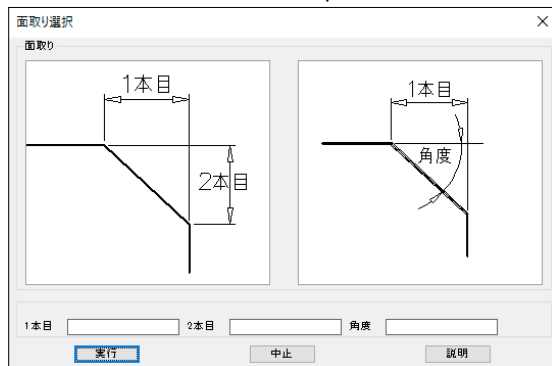 面取り選択
面取り
1本目
2本目
1本目
角度
1本目 2本目 角度
実行 中止 説明